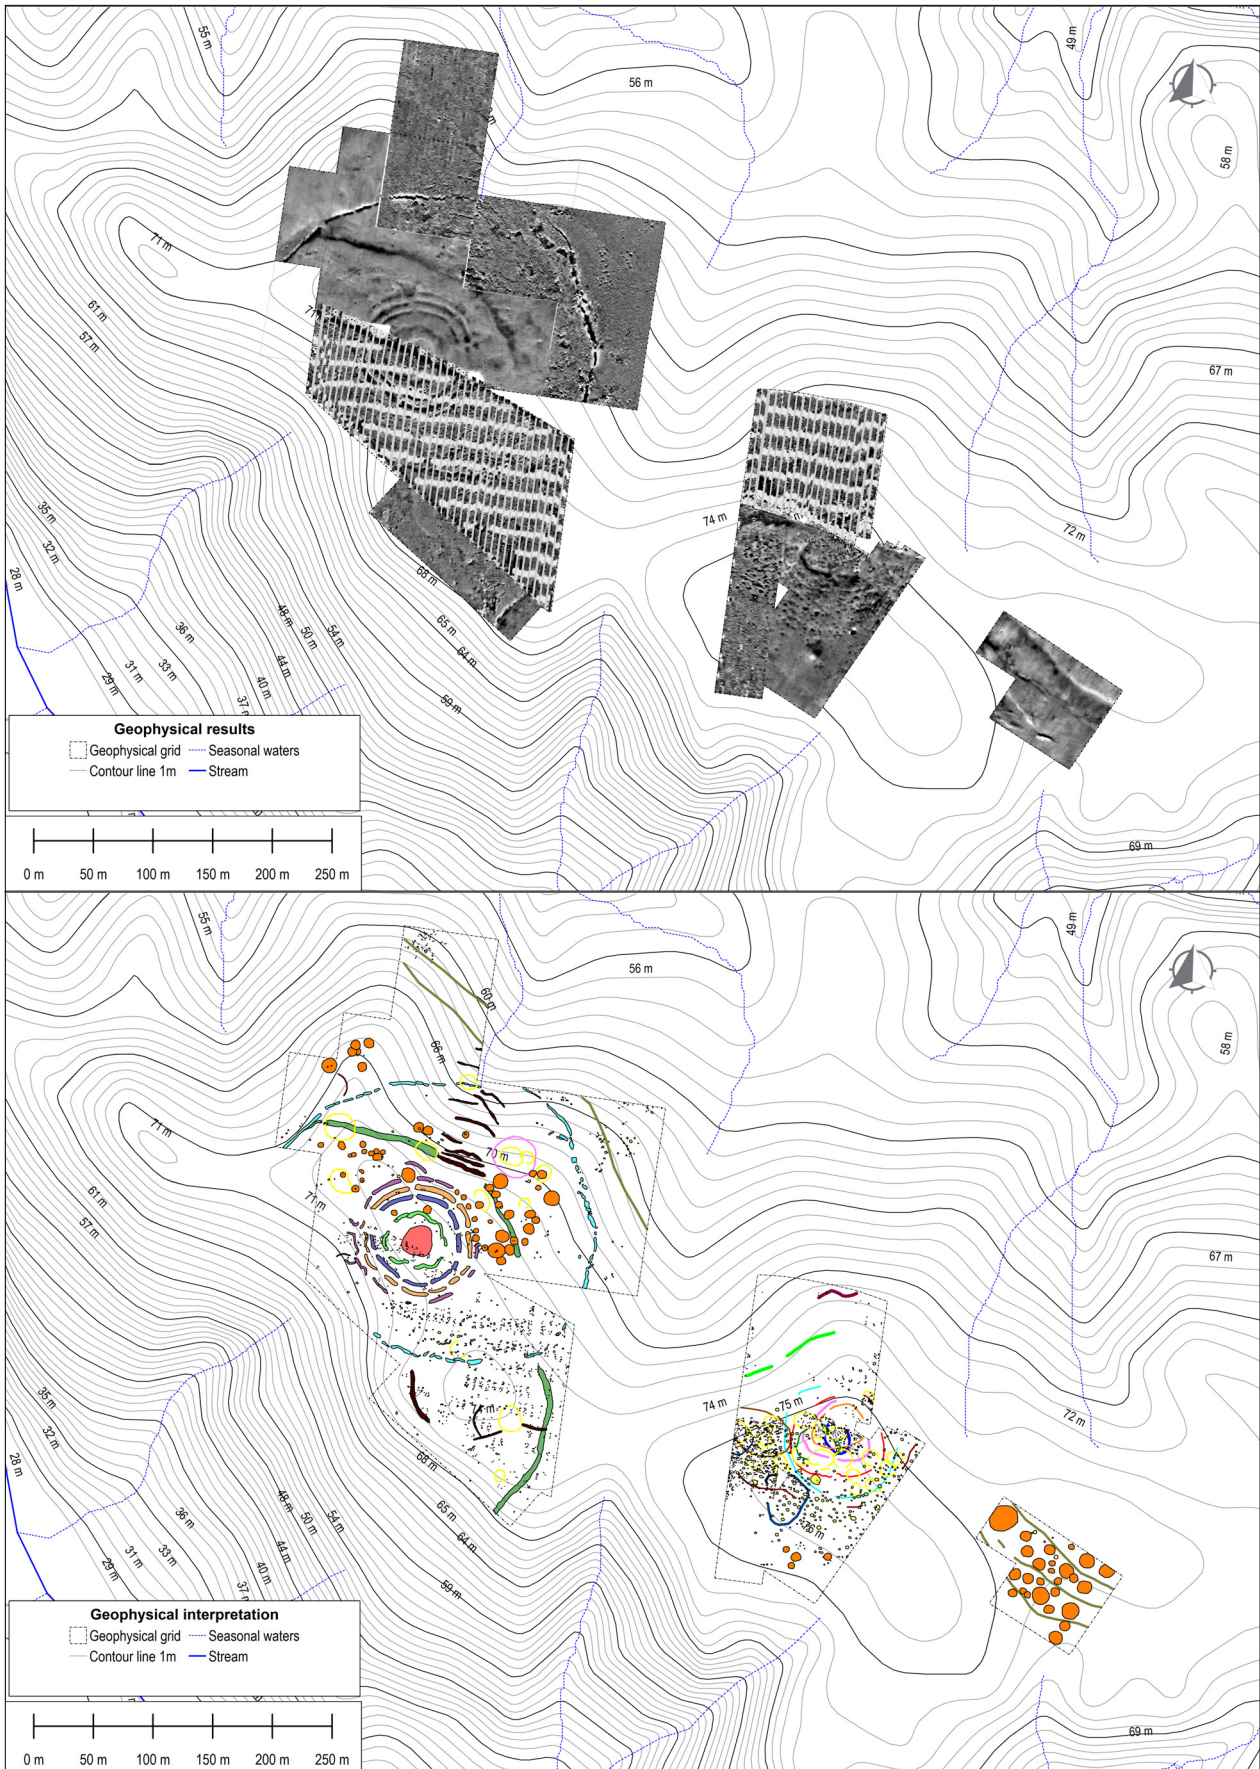 55 m
56 m
49 m
58 m
71 m
71
61 m
57 m
67 m
74 m
72 m
35 m
32 m
28 m
68 m
65 m
64 m
59 m
54 m
50 m
48 m
44 m
40 m
37
36 m
33 m
31 m
29 m
69 m
Geophysical results
Geophysical grid Seasonal waters
Contour line 1m Stream
0 m 50 m 100 m 150 m 200 m 250 m
55 m
56 m
49 m
58 m
60 m
66 m
71 m
70 m
71 m
61 m
57 m
67 m
74 m
75 m
72 m
76 m
35 m
32 m
28 m
68 m
65 m
64 m
59 m
54 m
50 m
48 m
44 m
40 m
37
36 m
33 m
31 m
29 m
69 m
Geophysical interpretation
Geophysical grid Seasonal waters
Contour line 1m Stream
0 m 50 m 100 m 150 m 200 m 250 m